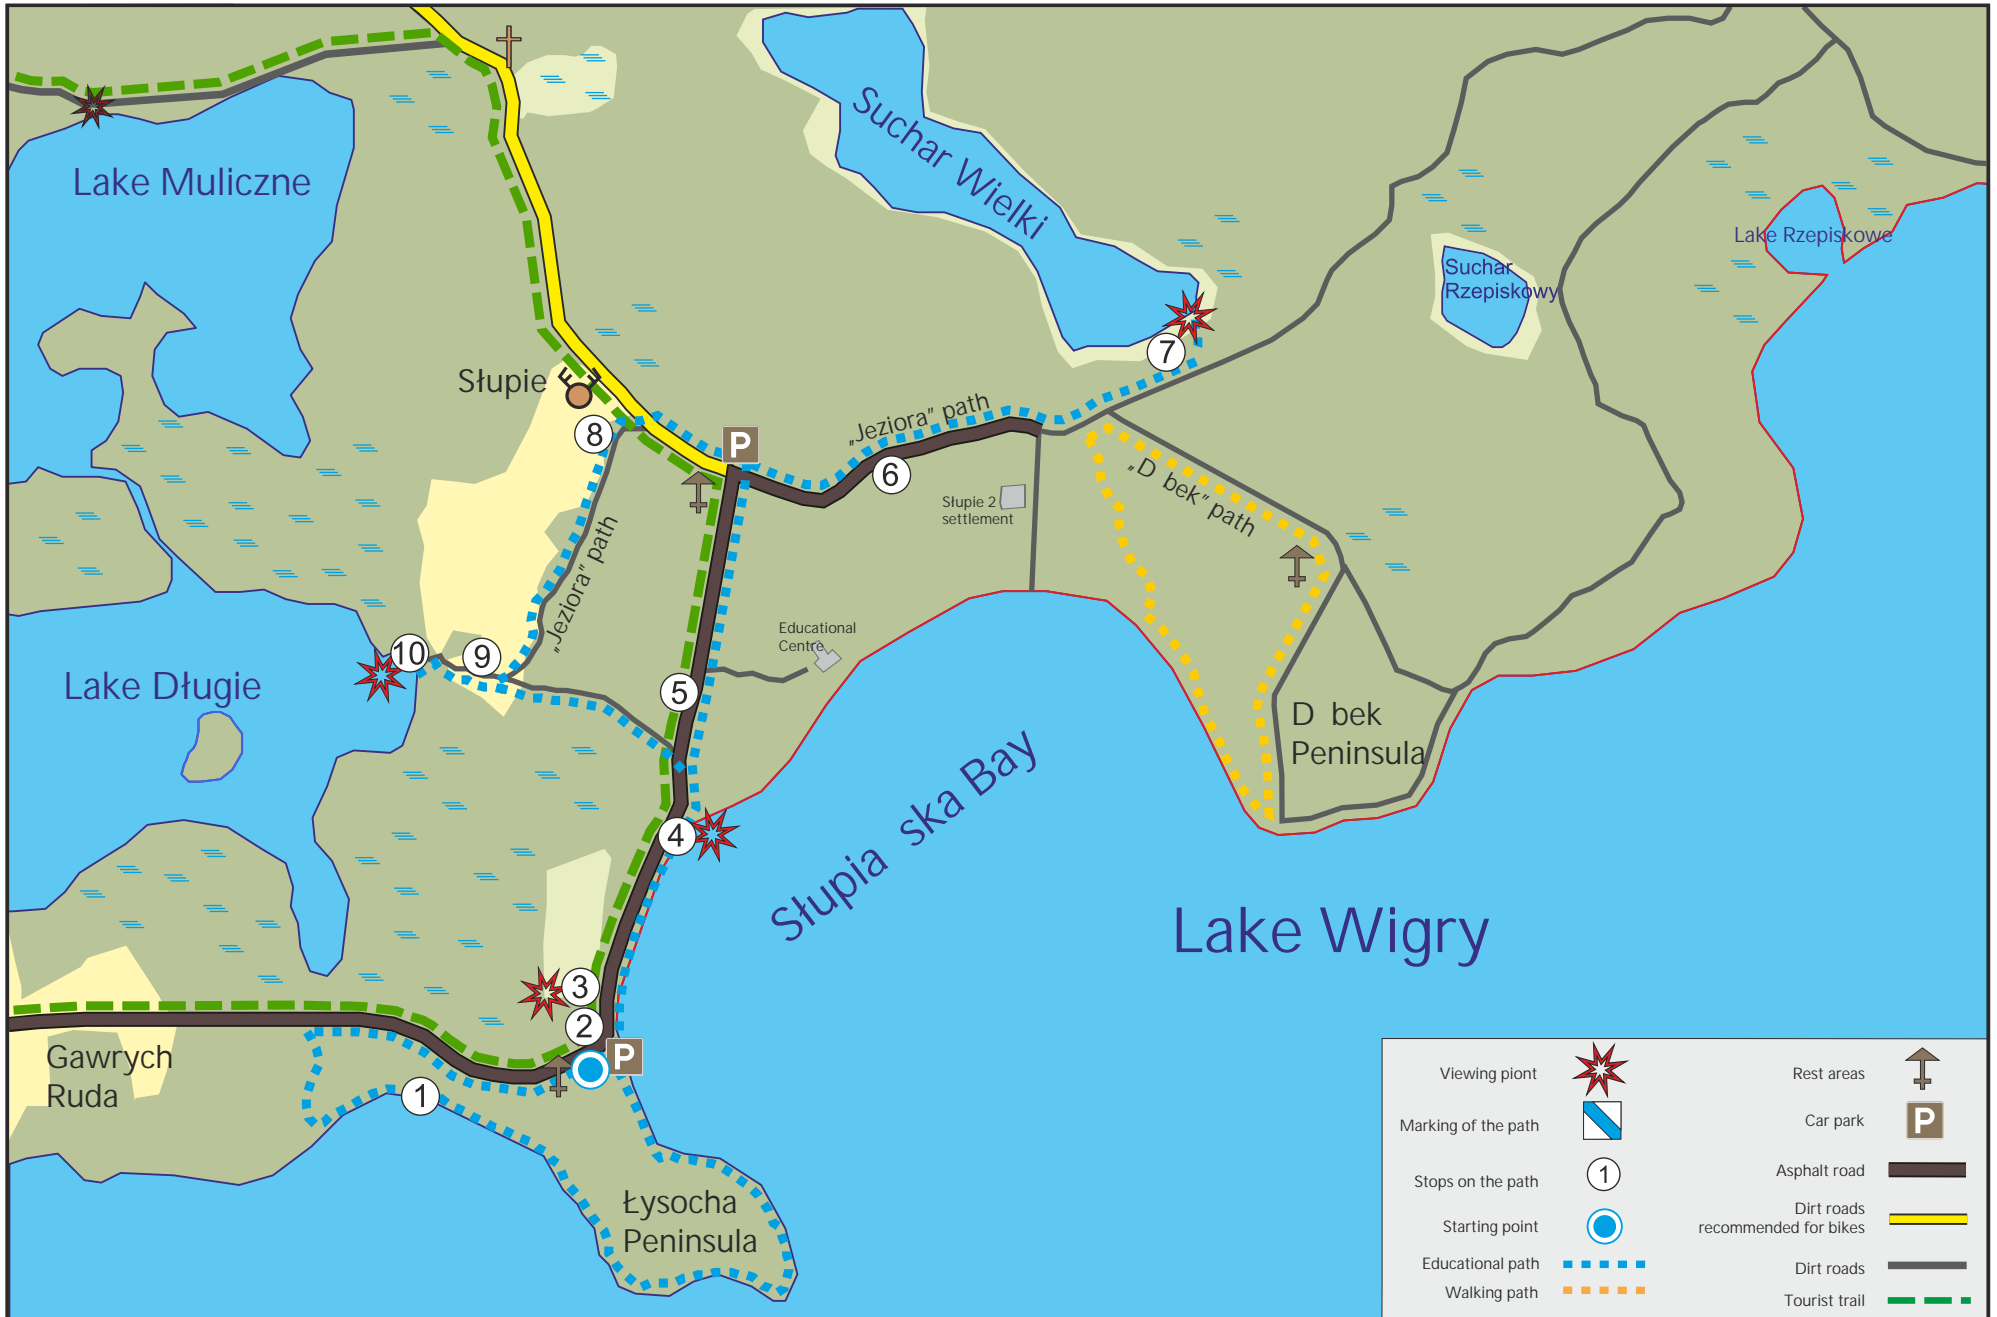 Lake Muliczne
Suchar Wielki
Lake Rzepiskowe
Suchar
Rzepiskowy
Słupie
7
8
P
„Jeziora” path
6
„D bek” path
Słupie 2
settlement
„Jeziora” path
Educational
Centre
10
9
Lake Długie
5
D bek
Peninsula
Słupia ska Bay
4
Lake Wigry
3
2
P
Gawrych
Ruda
1
Łysocha
Peninsula
Viewing piont
Rest areas
Marking of the path
Car park
P
Stops on the path
1
Asphalt road
Starting point
Dirt roads
recommended for bikes
Educational path
Dirt roads
Walking path
Tourist trail